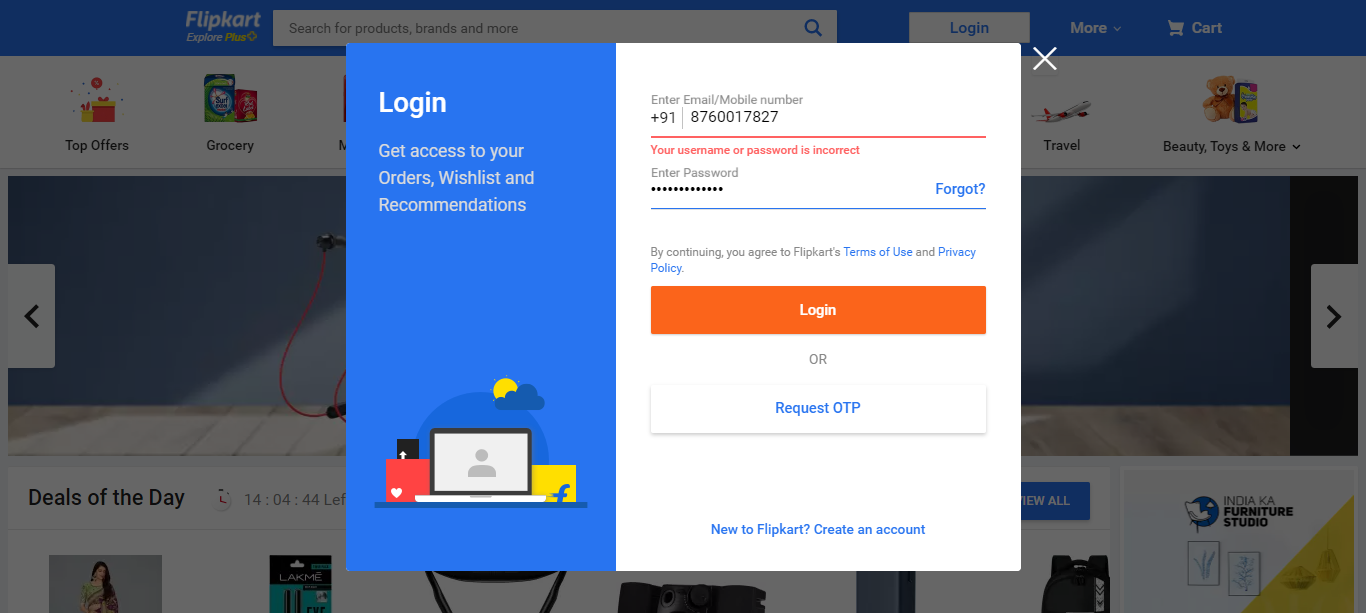 Flipkart
Explore Plus
Search for products, brands and more
Login
More
Cart
Top Offers
Grocery
M
Travel
Beauty, Toys & More
Login
Get access to your
Orders, Wishlist and
Recommendations
Enter Email/Mobile number
+91 8760017827
Your username or password is incorrect
Enter Password
•••••••••••••
Forgot?
By continuing, you agree to Flipkart's Terms of Use and Privacy
Policy.
Login
OR
Request OTP
New to Flipkart? Create an account
Deals of the Day
14 : 04 : 44 Lef
VIEW ALL
INDIA KA
FURNITURE
STUDIO
LAKMÉ
EYE